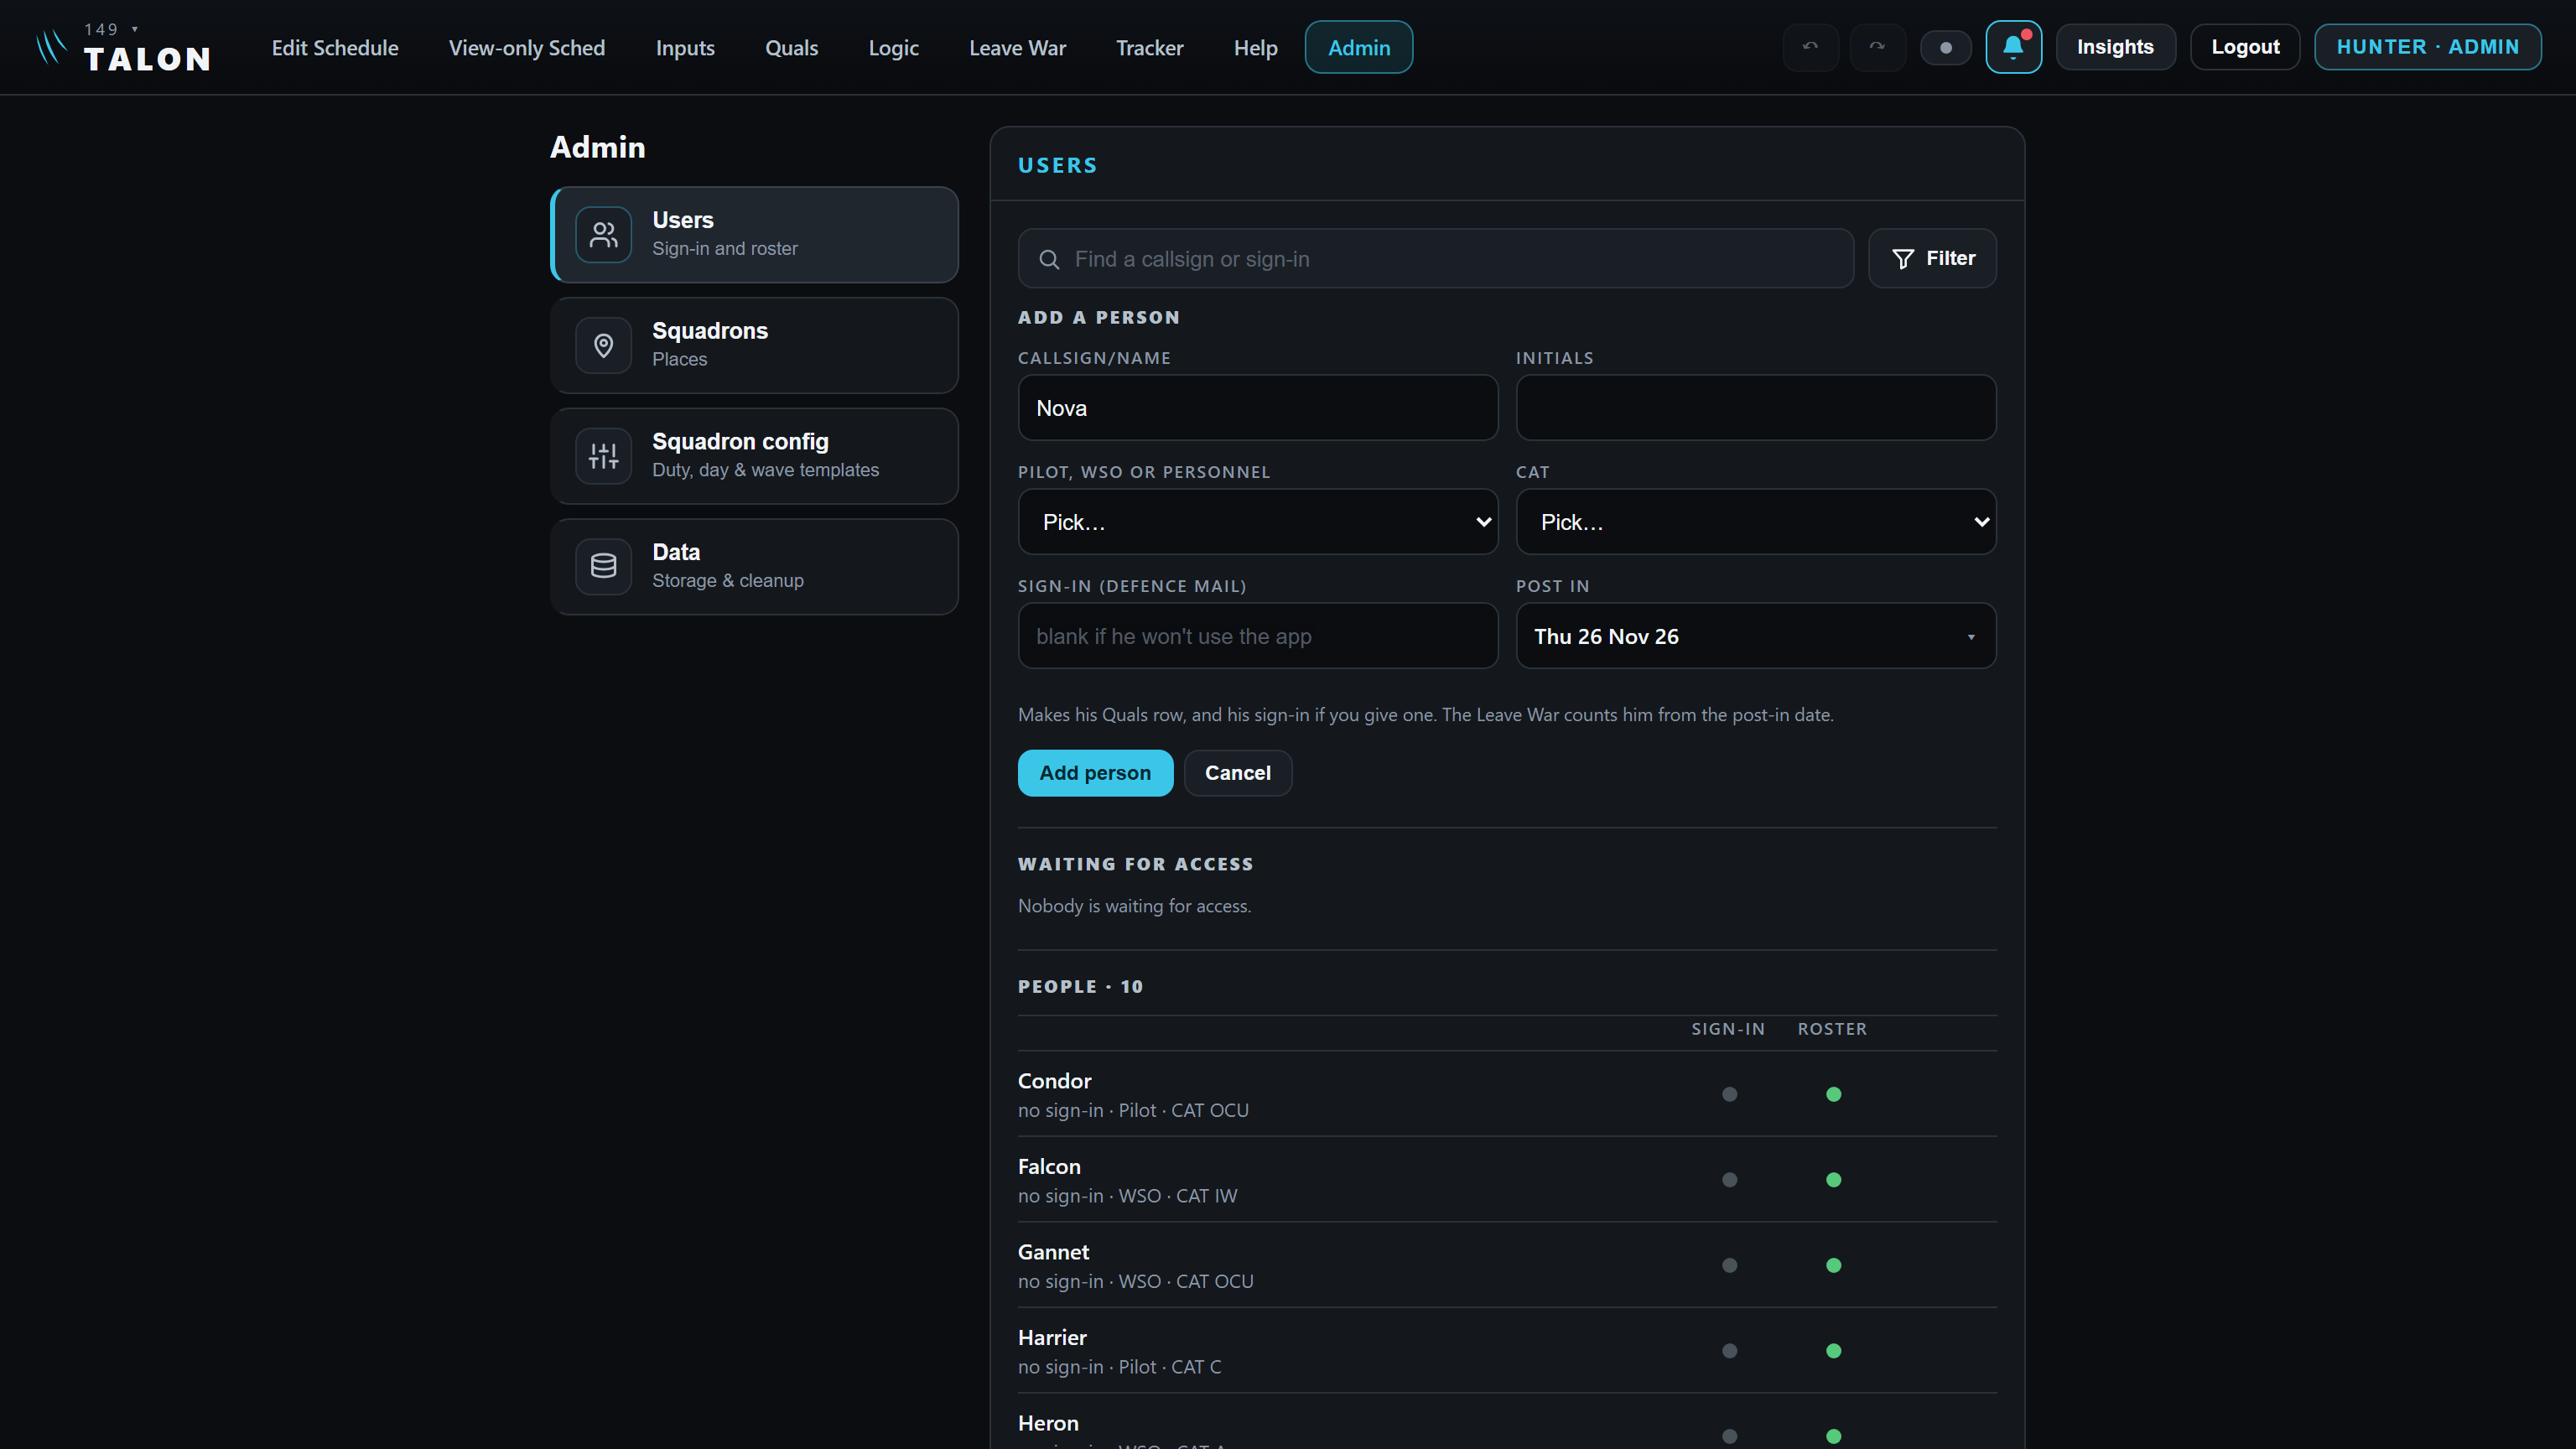 149 ▾
TALON
Edit Schedule
View-only Sched
Inputs
Quals
Logic
Leave War
Tracker
Help
Admin
Insights
Logout
HUNTER · ADMIN
Admin
Users
Sign-in and roster
Squadrons
Places
Squadron config
Duty, day & wave templates
Data
Storage & cleanup
USERS
Find a callsign or sign-in
Filter
ADD A PERSON
CALLSIGN/NAME
INITIALS
Nova
PILOT, WSO OR PERSONNEL
CAT
Pick...
Pick...
SIGN-IN (DEFENCE MAIL)
POST IN
blank if he won't use the app
Thu 26 Nov 26
Makes his Quals row, and his sign-in if you give one. The Leave War counts him from the post-in date.
Add person
Cancel
WAITING FOR ACCESS
Nobody is waiting for access.
PEOPLE · 10
SIGN-IN
ROSTER
Condor
no sign-in · Pilot · CAT OCU
Falcon
no sign-in · WSO · CAT IW
Gannet
no sign-in · WSO · CAT OCU
Harrier
no sign-in · Pilot · CAT C
Heron